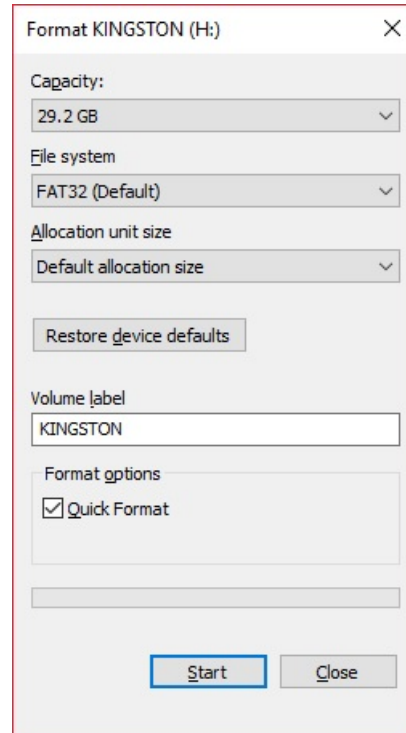 Format KINGSTON (H:)
Capacity:
29.2 GB
File system
FAT32 (Default)
Allocation unit size
Default allocation size
Restore device defaults
Volume label
KINGSTON
Format options
Quick Format
Start
Close